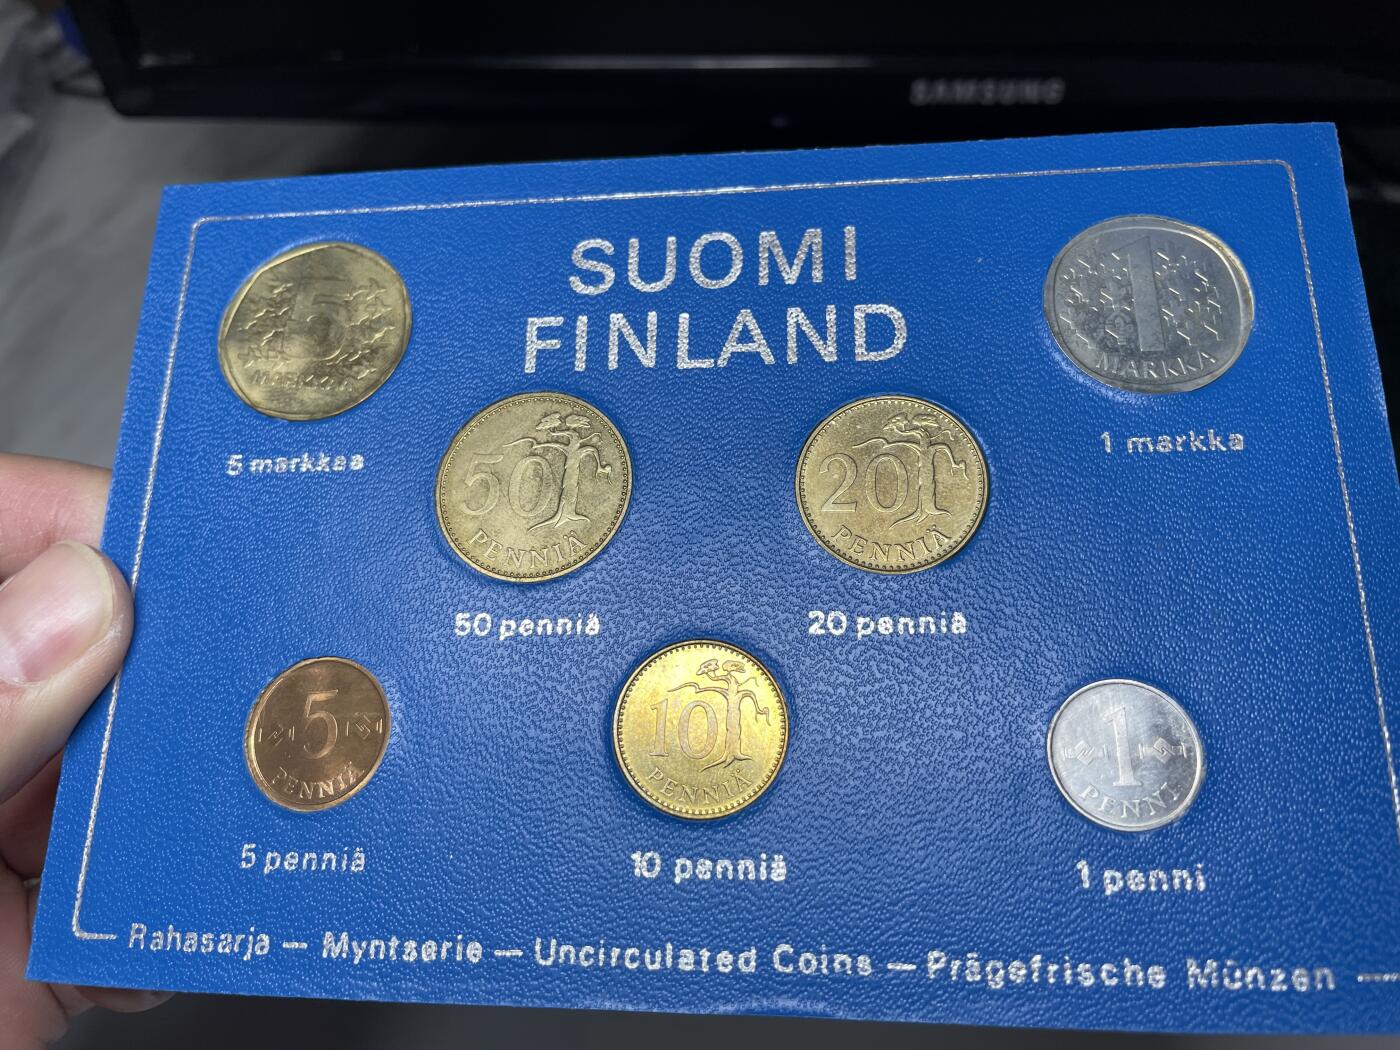 SAMSUNG
SUOMI
FINLAND
5
MARKKAA
5 markkaa
1
MARKKA
1 markka
50
PENNIÄ
50 penniä
20
PENNIÄ
20 penniä
5
PENNIÄ
5 penniä
10
PENNIÄ
10 penniä
1
PENNI
1 penni
Rahasarja — Myntserie — Uncirculated Coins — Prägefrische Münzen —